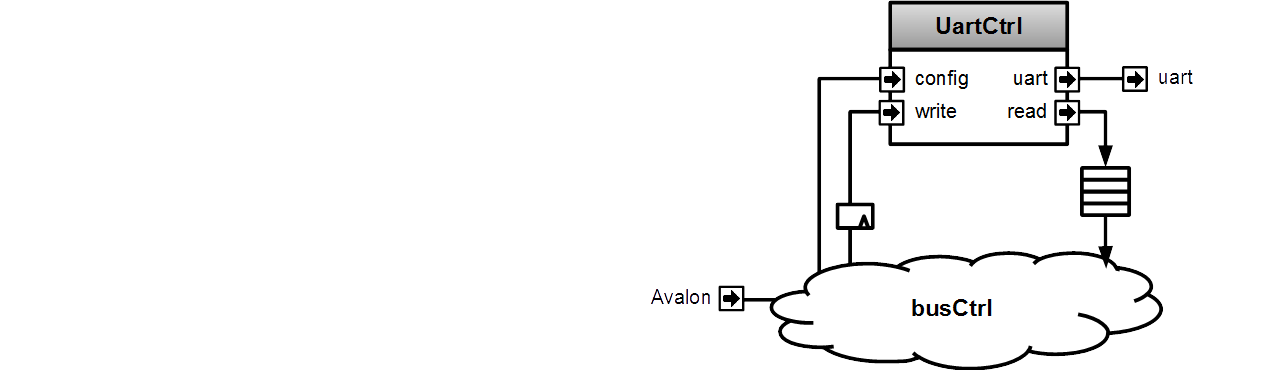 UartCtrl
config
uart
uart
write
read
Avalon
busCtrl